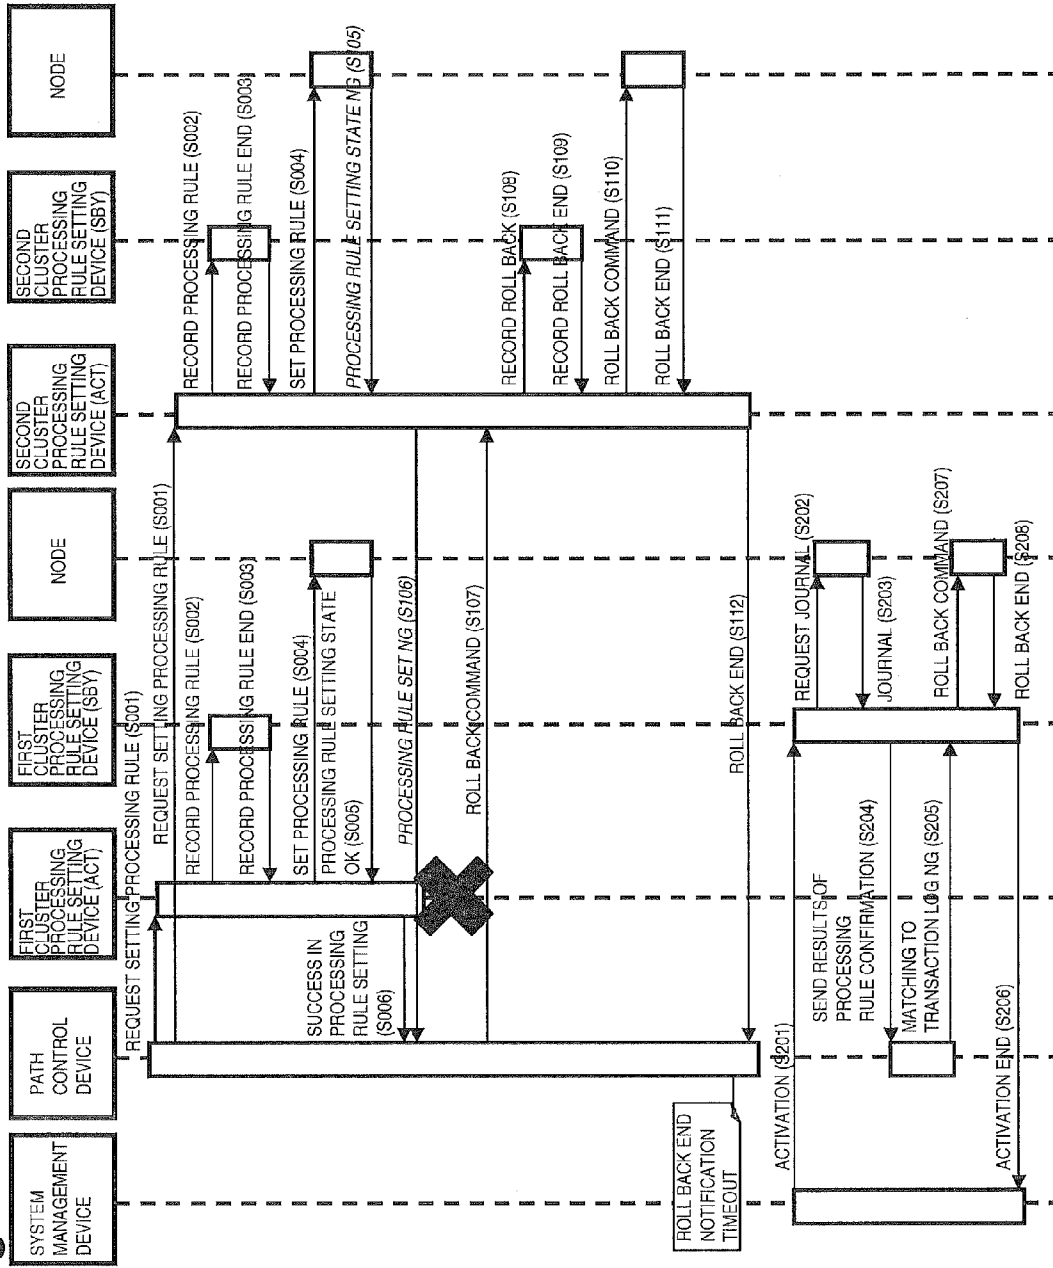 SYSTEM
MANAGEMENT
DEVICE
PATH
CONTROL
DEVICE
FIRST
CLUSTER
PROCESSING
RULE SETTING
DEVICE (ACT)
FIRST
CLUSTER
PROCESSING
RULE SETTING
DEVICE (SBY)
NODE
SECOND
CLUSTER
PROCESSING
RULE SETTING
DEVICE (ACT)
SECOND
CLUSTER
PROCESSING
RULE SETTING
DEVICE (SBY)
NODE
REQUEST SETTING PROCESSING RULE (S001)
REQUEST SETTING PROCESSING RULE (S001)
RECORD PROCESSING RULE (S002)
RECORD PROCESSING RULE (S002)
RECORD PROCESSING RULE END (S003)
RECORD PROCESSING RULE END (S003)
SET PROCESSING RULE (S004)
SET PROCESSING RULE (S004)
PROCESSING RULE SETTING STATE
OK (S005)
PROCESSING RULE SETTING STATE NG (S105)
SUCCESS IN
PROCESSING
RULE SETTING
(S006)
PROCESSING RULE SET NG (S106)
ROLL BACK COMMAND (S107)
RECORD ROLL BACK (S108)
RECORD ROLL BACK END (S109)
ROLL BACK COMMAND (S110)
ROLL BACK END (S111)
ROLL BACK END (S112)
ROLL BACK END
NOTIFICATION
TIMEOUT
ACTIVATION (S201)
REQUEST JOURNAL (S202)
JOURNAL (S203)
SEND RESULTS OF
PROCESSING
RULE CONFIRMATION (S204)
MATCHING TO
TRANSACTION LOG NG (S205)
ROLL BACK COMMAND (S207)
ROLL BACK END (S208)
ACTIVATION END (S206)